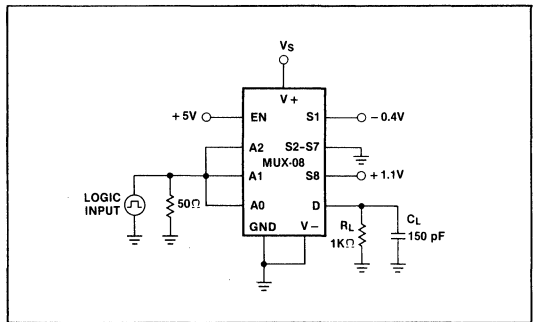 VS
V+
+5V
EN
S1
-0.4V
A2
S2-S7
MUX-08
A1
S8
+1.1V
LOGIC
INPUT
50Ω
A0
D
GND
V-
RL
1KΩ
CL
150 pF